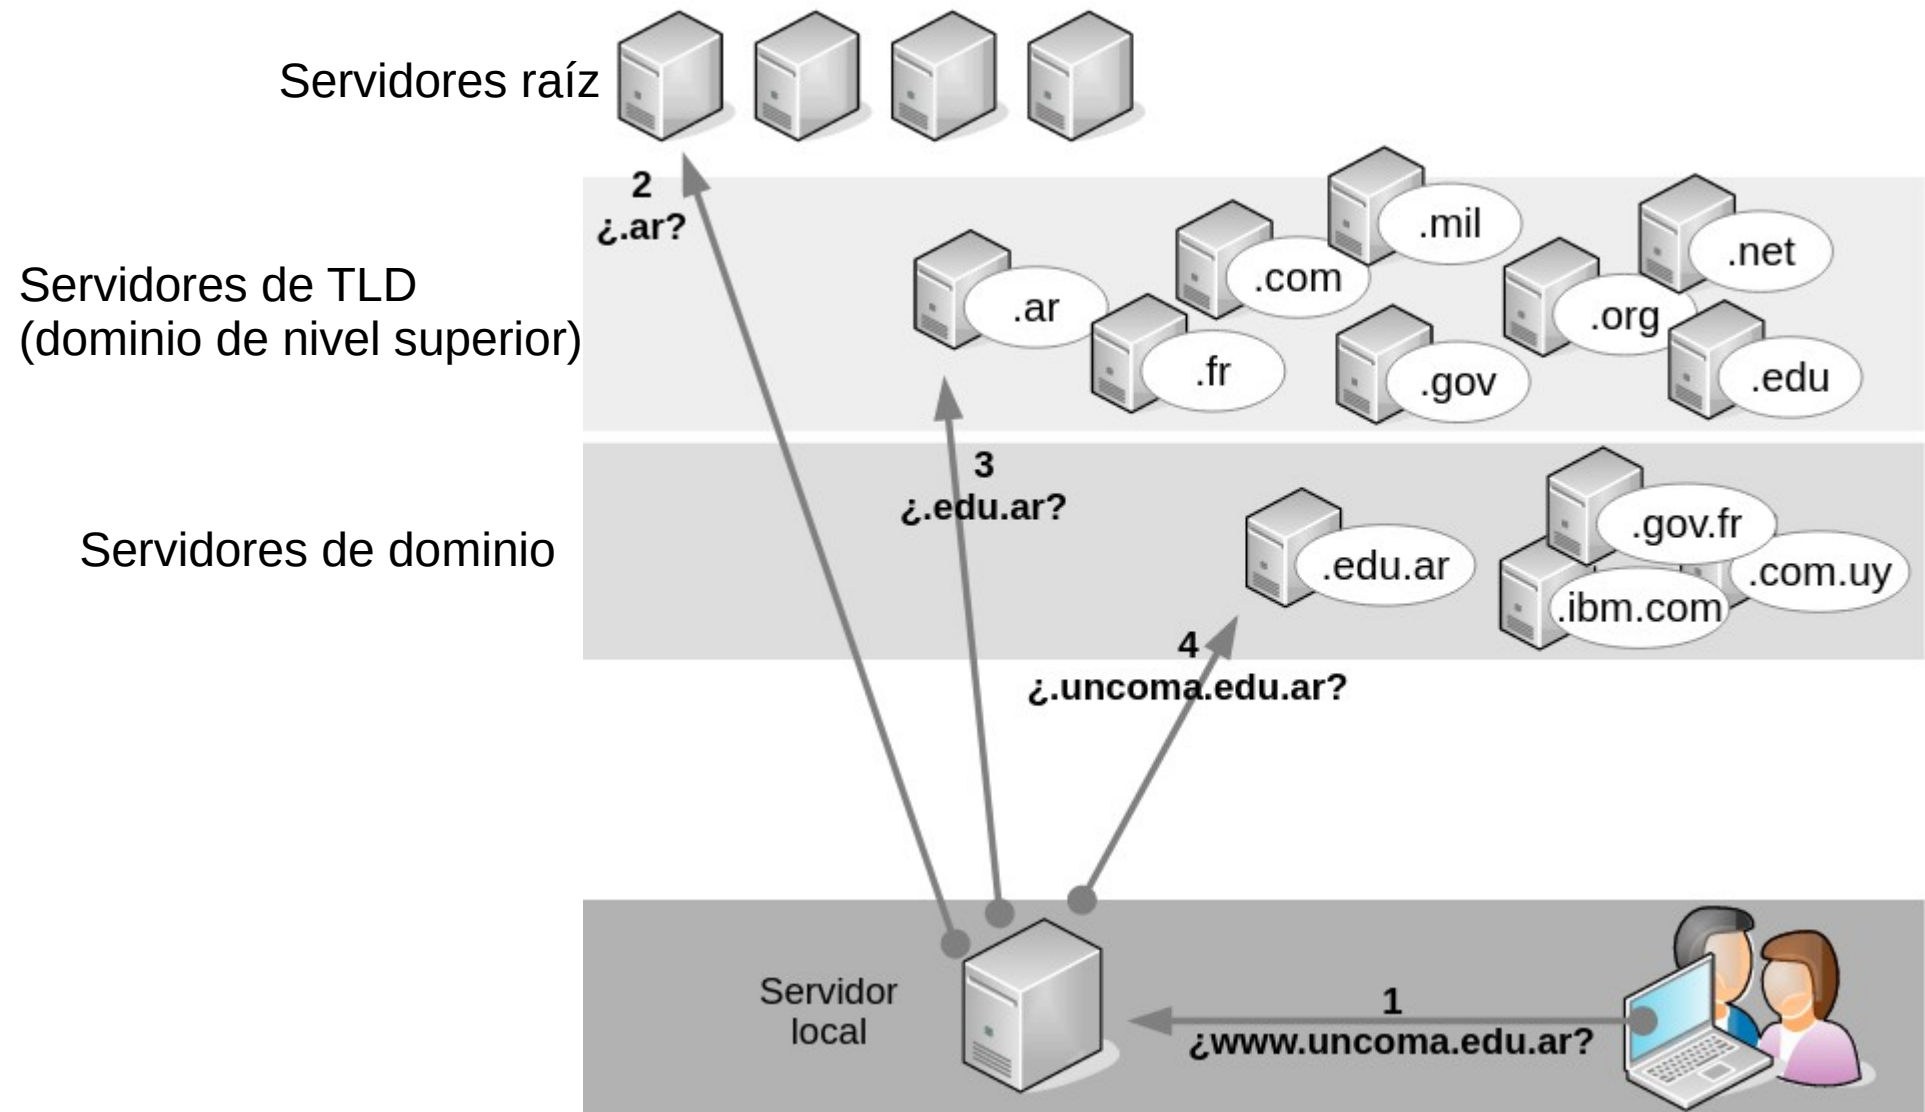 Servidores raíz
2
¿.ar?
Servidores de TLD
(dominio de nivel superior)
.ar
.fr
.com
.mil
.gov
.org
.net
.edu
3
¿.edu.ar?
Servidores de dominio
.edu.ar
.gov.fr
.com.uy
.ibm.com
4
¿.uncoma.edu.ar?
Servidor
local
1
¿www.uncoma.edu.ar?